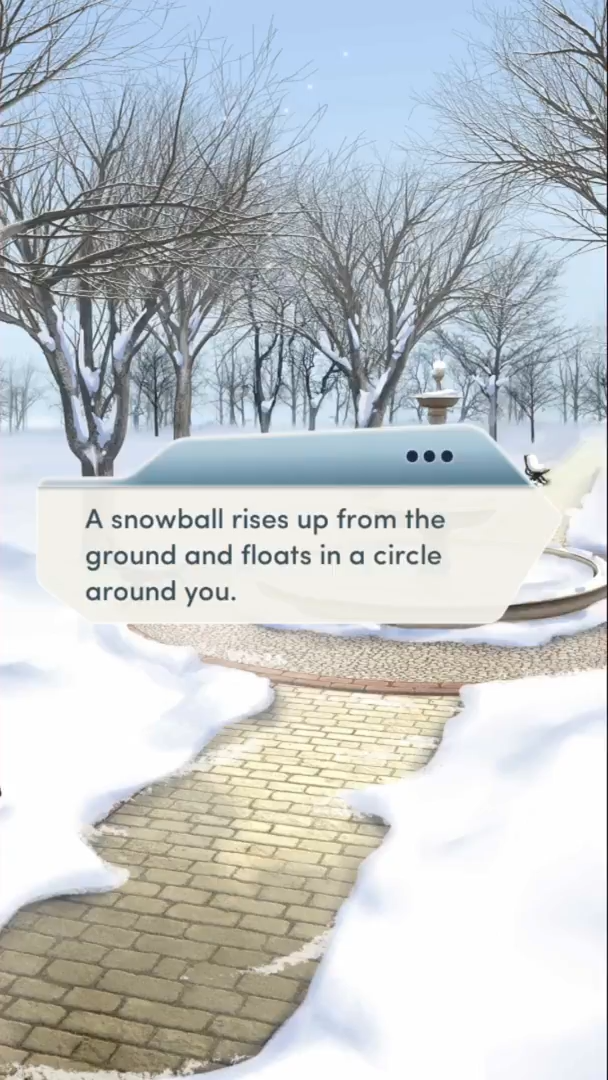 A snowball rises up from the
ground and floats in a circle
around you.